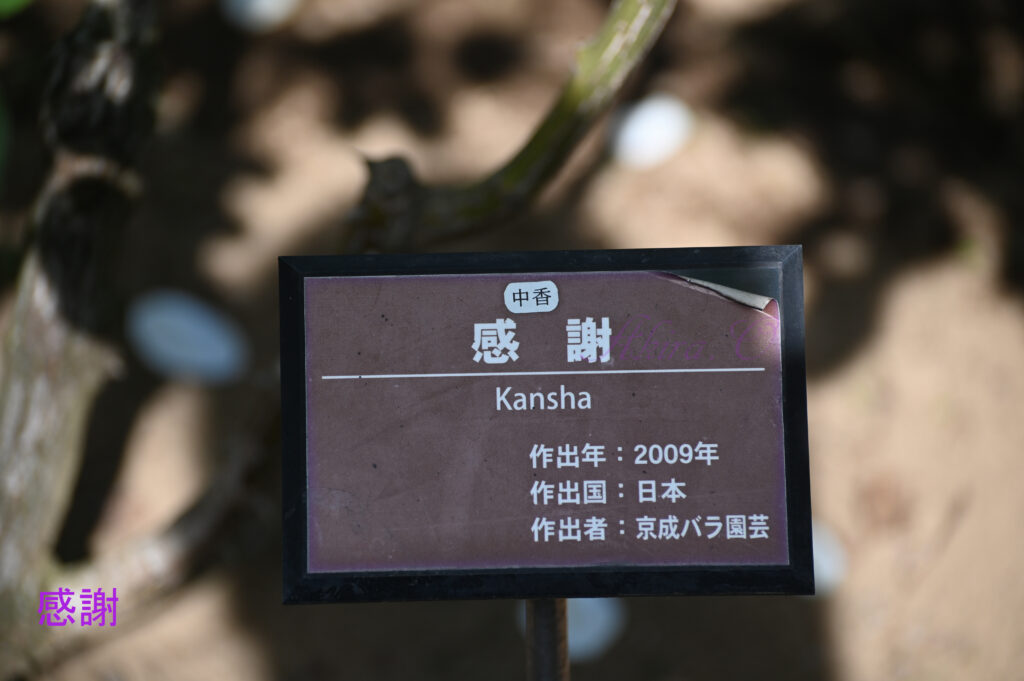 中香
感 謝
Kansha
作出年：2009年
作出国：日本
作出者：京成バラ園芸
感謝